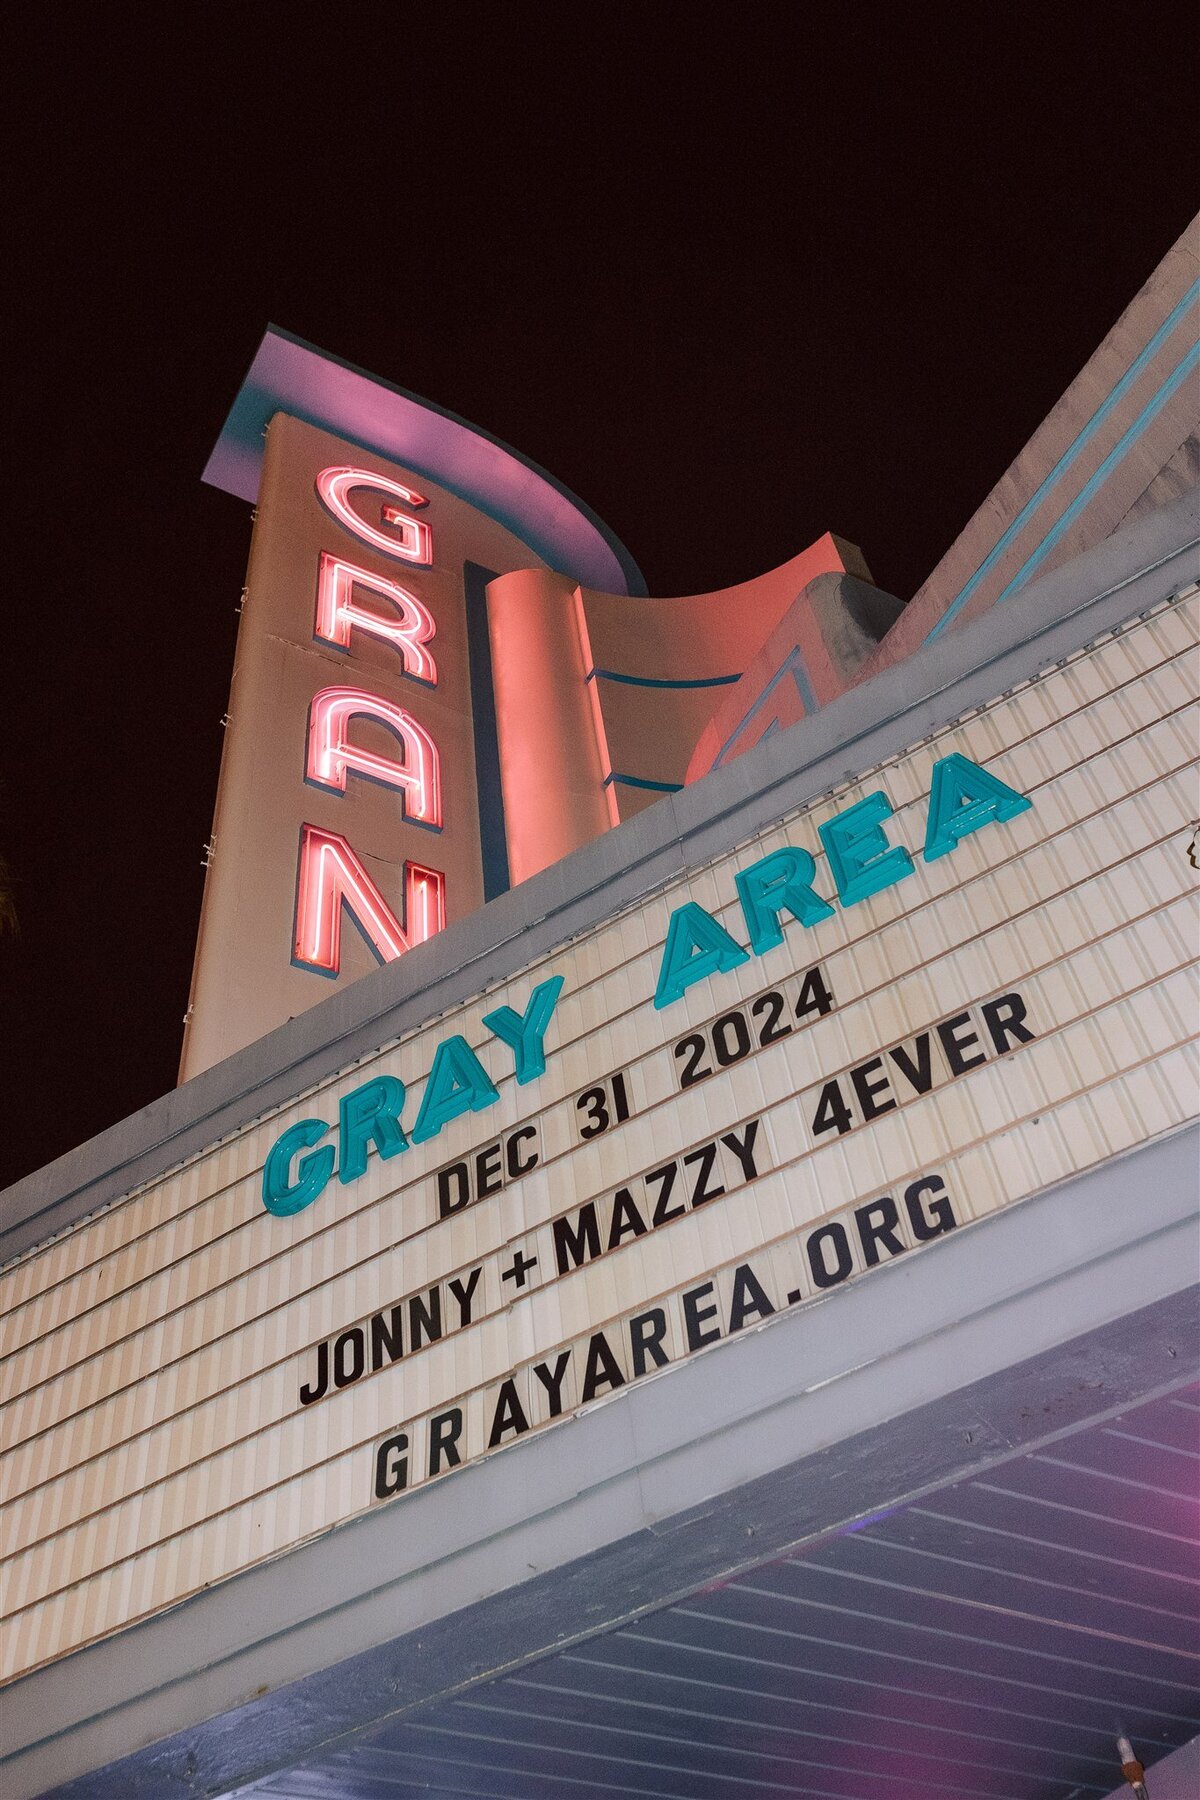 GRAN
GRAY AREA
DEC 31 2024
JONNY + MAZZY 4EVER
GRAYAREA.ORG